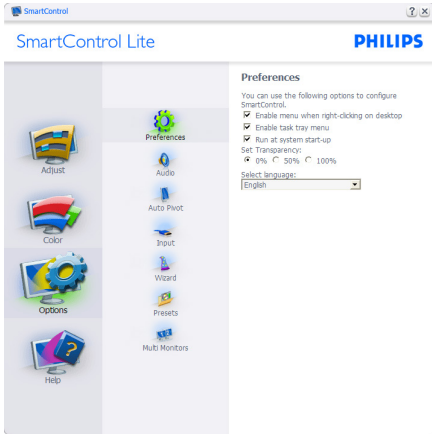 SmartControl
? ×
SmartControl Lite
PHILIPS
Adjust
Color
Options
Help
Preferences
Audio
Auto Pivot
Input
Wizard
Presets
Multi Monitors
Preferences
You can use the following options to configure
SmartControl.
Enable menu when right-clicking on desktop
Enable task tray menu
Run at system start-up
Set Transparency:
0% 50% 100%
Select language:
English